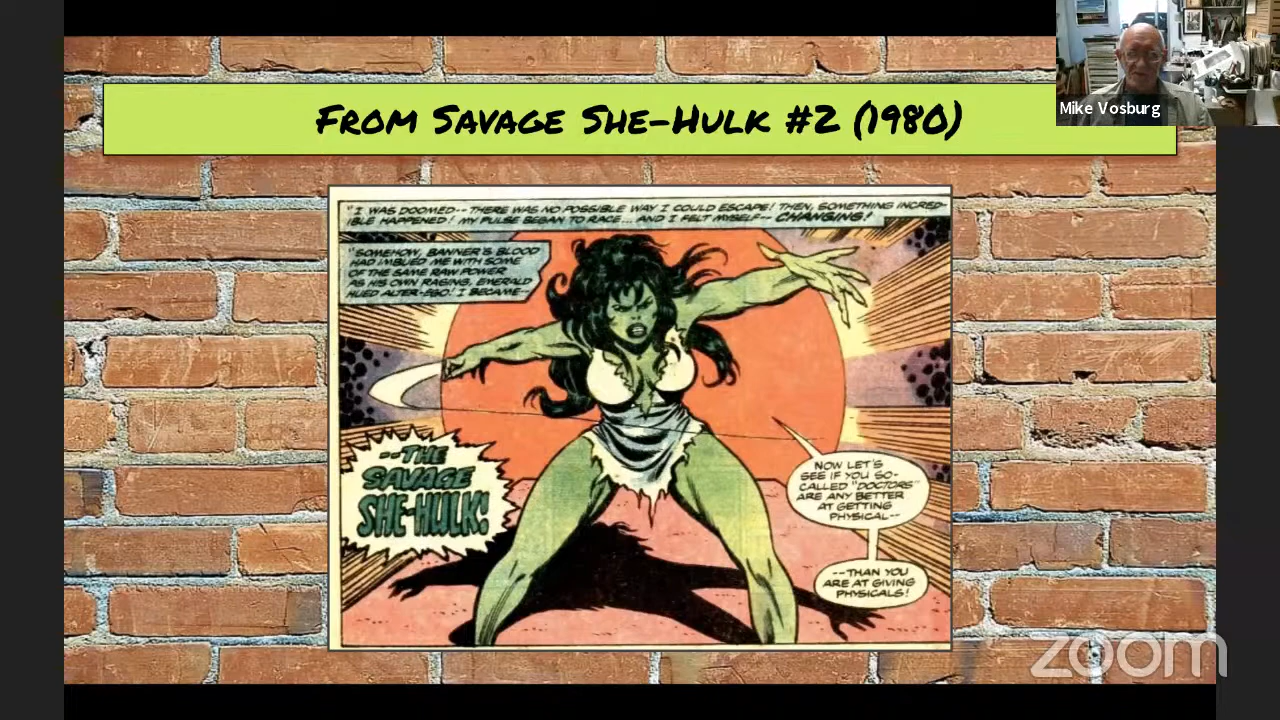 Mike Vosburg
From Savage She-Hulk #2 (1980)
"I WAS DOOMED-- THERE WAS NO POSSIBLE WAY I COULD ESCAPE! THEN, SOMETHING INCRED-
IBLE HAPPENED! MY PULSE BEGAN TO RACE... AND I FELT MYSELF-- CHANGING!
"SOMEHOW, BANNER'S BLOOD
HAD IMBUED ME WITH SOME
OF THE SAME RAW POWER
AS HIS OWN RAGING, EMERALD
HUED ALTER-EGO! I BECAME--
--THE
SAVAGE
SHE-HULK!
NOW LET'S
SEE IF YOU SO-
CALLED "DOCTORS"
ARE ANY BETTER
AT GETTING
PHYSICAL--
--THAN YOU
ARE AT GIVING
PHYSICALS!
zoom